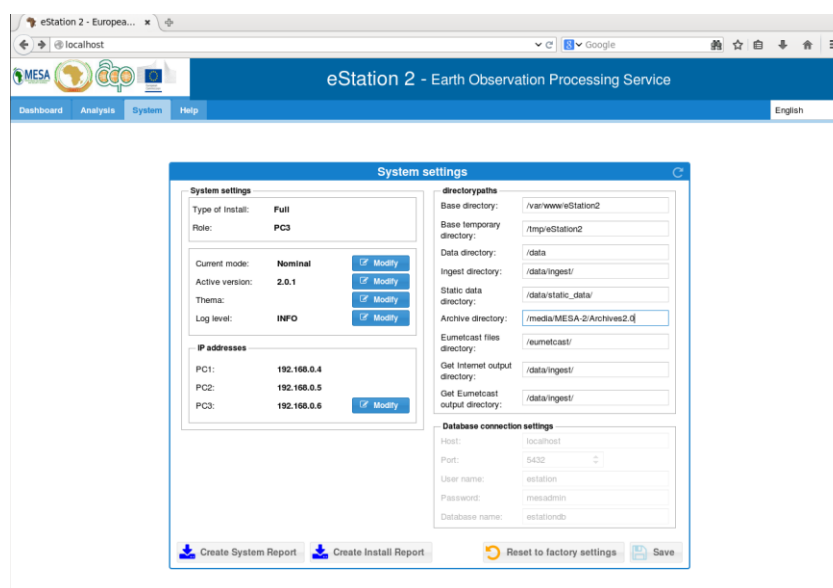 eStation 2 - Europea...
localhost
Google
MESA
acp
eStation 2 - Earth Observation Processing Service
Dashboard Analysis System Help
English
System settings
System settings
Type of Install: Full
Role: PC3
Current mode: Nominal Modify
Active version: 2.0.1 Modify
Thema: Modify
Log level: INFO Modify
IP addresses
PC1: 192.168.0.4
PC2: 192.168.0.5
PC3: 192.168.0.6 Modify
directorypaths
Base directory: /var/www/eStation2
Base temporary
directory: /tmp/eStation2
Data directory: /data
Ingest directory: /data/ingest/
Static data
directory: /data/static_data/
Archive directory: /media/MESA-2/Archives2.0
Eumetcast files
directory: /eumetcast/
Get Internet output
directory: /data/ingest/
Get Eumetcast
output directory: /data/ingest/
Database connection settings
Host: localhost
Port: 5432
User name: estation
Password: mesadmin
Database name: estationdb
Create System Report Create Install Report Reset to factory settings Save